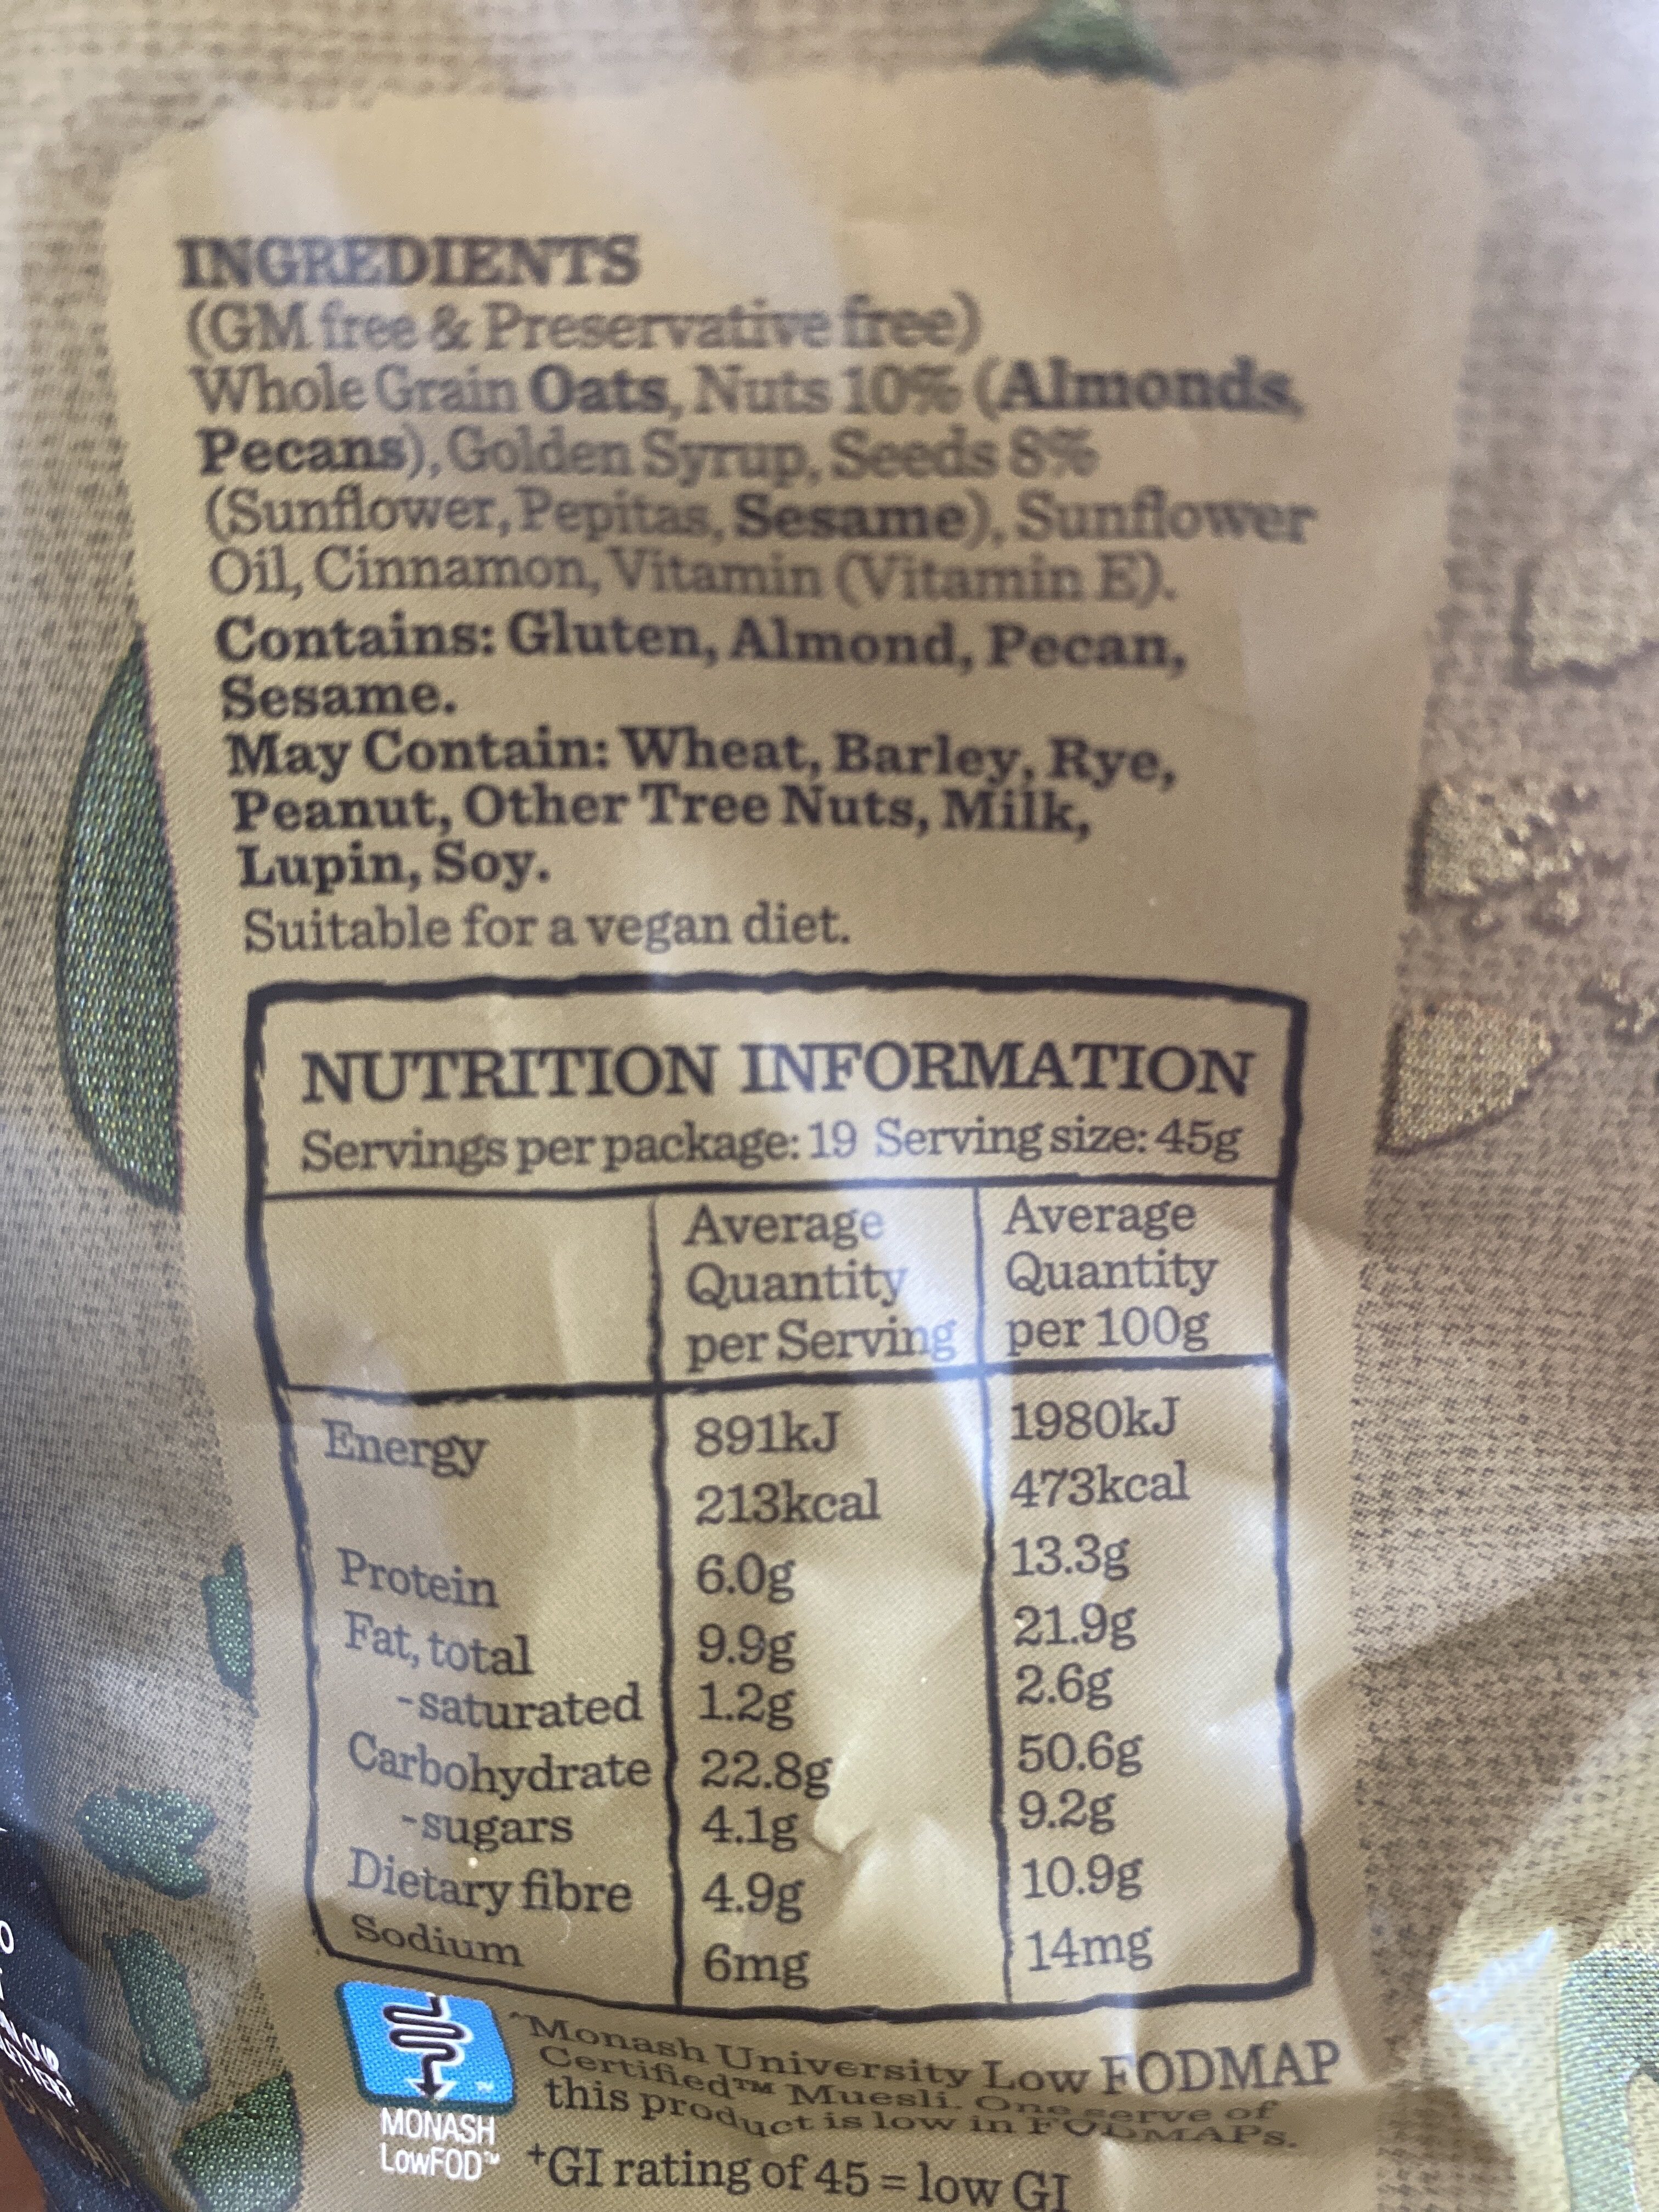 INGREDIENTS
(GM free & Preservative free)
Whole Grain Oats, Nuts 10% (Almonds,
Pecans), Golden Syrup, Seeds 8%
(Sunflower, Pepitas, Sesame), Sunflower
Oil, Cinnamon, Vitamin (Vitamin E).
Contains: Gluten, Almond, Pecan,
Sesame.
May Contain: Wheat, Barley, Rye,
Peanut, Other Tree Nuts, Milk,
Lupin, Soy.
Suitable for a vegan diet.
NUTRITION INFORMATION
Servings per package: 19 Serving size: 45g
Average Quantity per Serving Average Quantity per 100g
Energy 891kJ 1980kJ
213kcal 473kcal
Protein 6.0g 13.3g
Fat, total 9.9g 21.9g
-saturated 1.2g 2.6g
Carbohydrate 22.8g 50.6g
-sugars 4.1g 9.2g
Dietary fibre 4.9g 10.9g
Sodium 6mg 14mg
^Monash University Low FODMAP
Certified™ Muesli. One serve of
this product is low in FODMAPs.
MONASH
LowFOD™
+GI rating of 45 = low GI